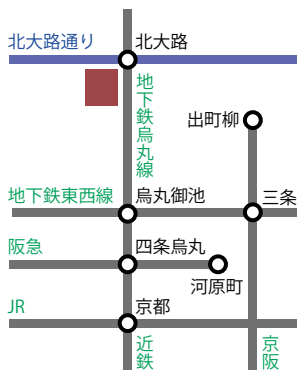 北大路通り
北大路
地下鉄烏丸線
出町柳
地下鉄東西線
烏丸御池
三条
阪急
四条烏丸
河原町
JR
京都
近鉄
京阪